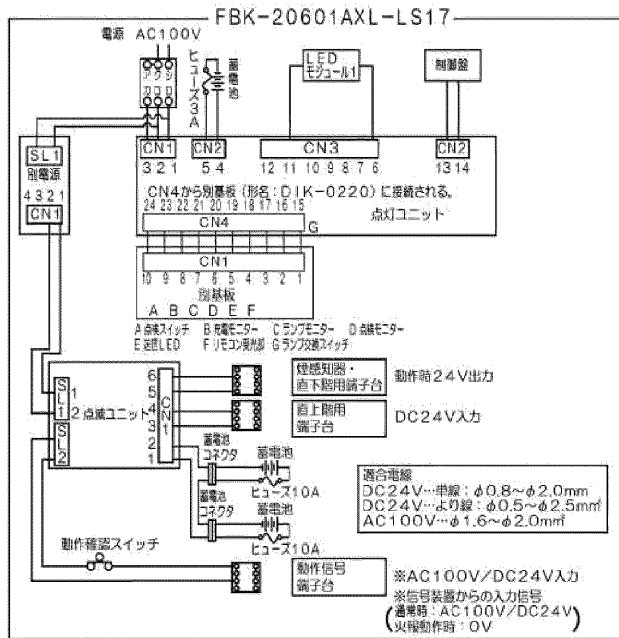 FBK-20601AXL-LS17
電源 AC100V
アクシ
カロロ
ヒューズ3A
蓄電池
LED
モジュール1
制御盤
SL1
別電源
4 3 2 1
CN1
CN1
3 2 1
CN2
5 4
CN3
12 11 10 9 8 7 6
CN2
13 14
CN4から別基板(形名:DIK-0220)に接続される。
24 23 22 21 20 19 18 17 16 15
CN4
G
点灯ユニット
CN1
10 9 8 7 6 5 4 3 2 1
別基板
A B C D E F
A 点検スイッチ B 充電モニター C ランプモニター D 点検モニター
E 送信LED F リモコン受光部 G ランプ交換スイッチ
SL1
1
2
点滅ユニット
SL2
CN1
6
5
4
3
2
1
煙感知器・
直下階用端子台
動作時24V出力
直上階用
端子台
DC24V入力
蓄電池
コネクタ
蓄電池
ヒューズ10A
蓄電池
コネクタ
蓄電池
ヒューズ10A
適合電線
DC24V…単線:φ0.8~φ2.0mm
DC24V…より線:φ0.5~φ2.5m㎡
AC100V…φ1.6~φ2.0m㎡
動作確認スイッチ
動作信号
端子台
※AC100V/DC24V入力
※信号装置からの入力信号
(通常時:AC100V/DC24V
火報動作時:0V)